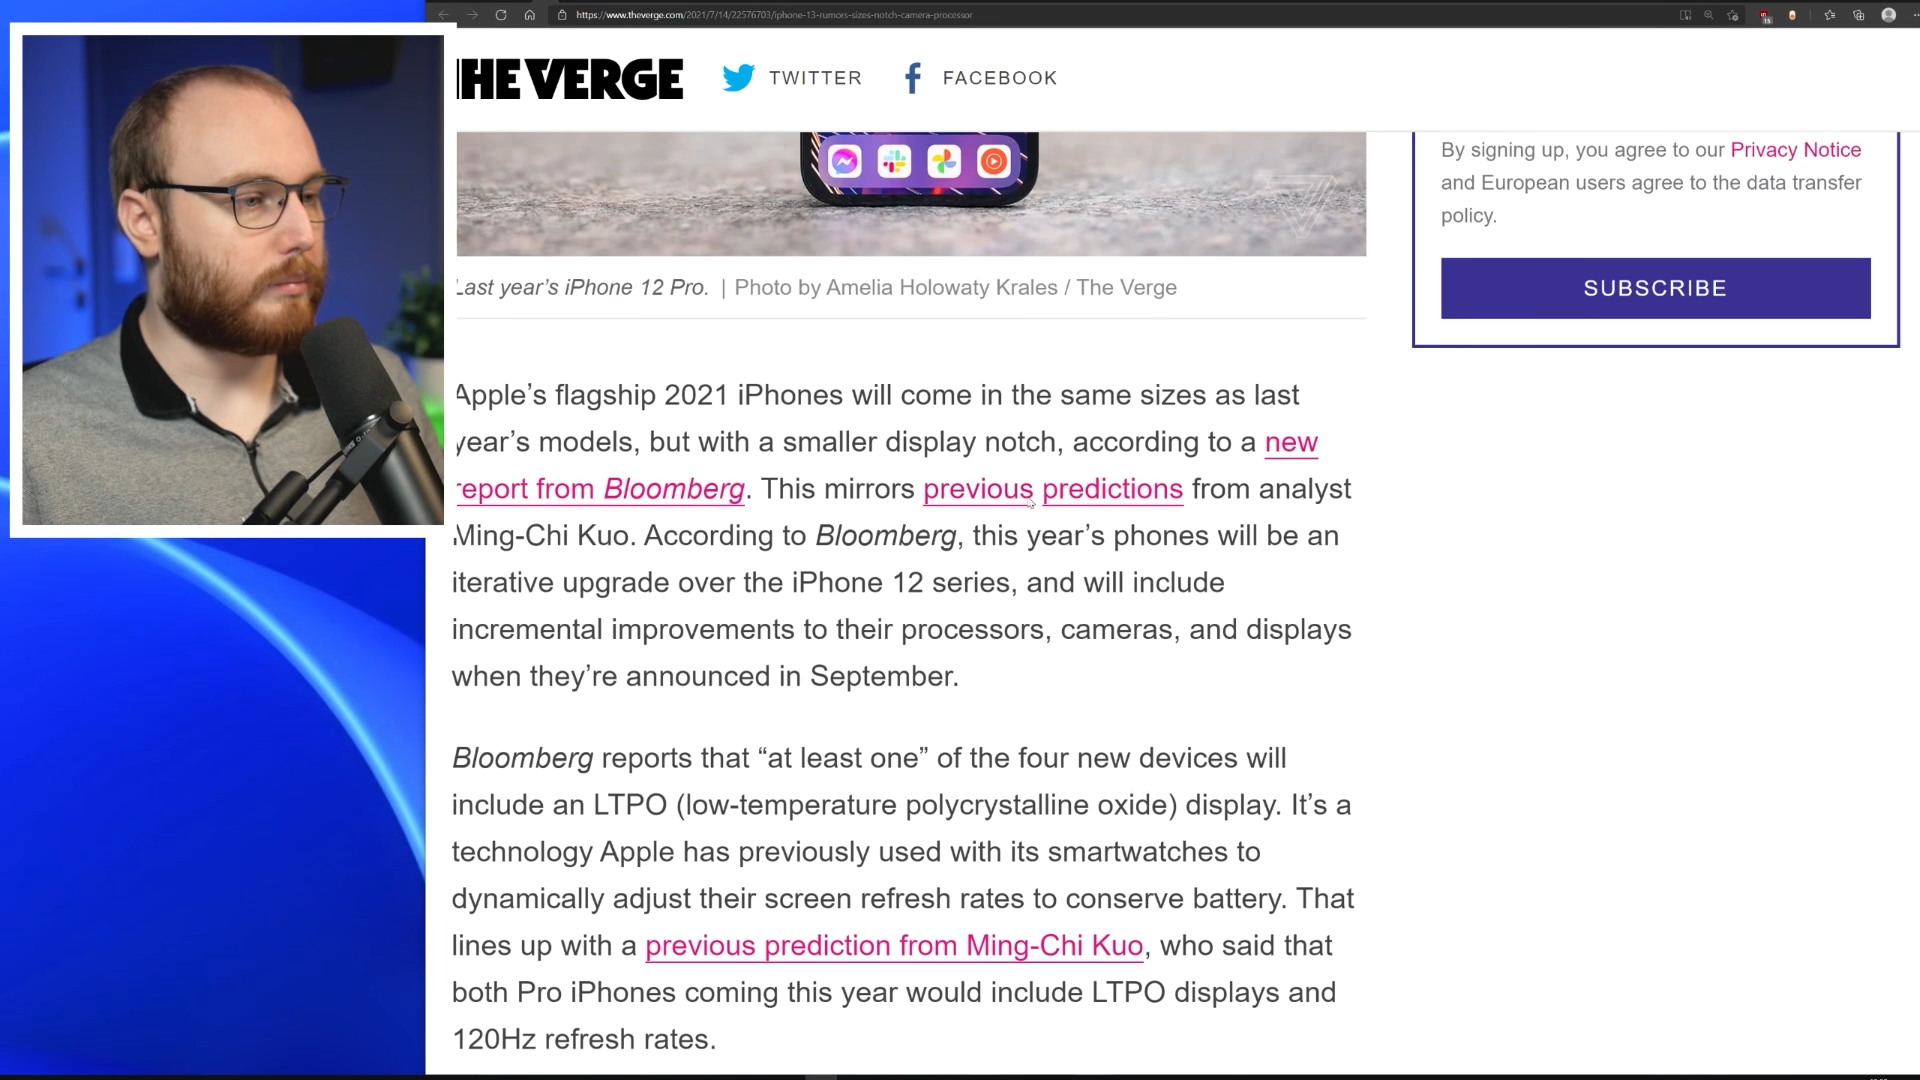 https://www.theverge.com/2021/7/14/22576703/iphone-13-rumors-sizes-notch-camera-processor
THE VERGE TWITTER FACEBOOK
By signing up, you agree to our Privacy Notice
and European users agree to the data transfer
policy.
SUBSCRIBE
Last year’s iPhone 12 Pro. | Photo by Amelia Holowaty Krales / The Verge
Apple’s flagship 2021 iPhones will come in the same sizes as last
year’s models, but with a smaller display notch, according to a new
report from Bloomberg. This mirrors previous predictions from analyst
Ming-Chi Kuo. According to Bloomberg, this year’s phones will be an
iterative upgrade over the iPhone 12 series, and will include
incremental improvements to their processors, cameras, and displays
when they’re announced in September.
Bloomberg reports that “at least one” of the four new devices will
include an LTPO (low-temperature polycrystalline oxide) display. It’s a
technology Apple has previously used with its smartwatches to
dynamically adjust their screen refresh rates to conserve battery. That
lines up with a previous prediction from Ming-Chi Kuo, who said that
both Pro iPhones coming this year would include LTPO displays and
120Hz refresh rates.